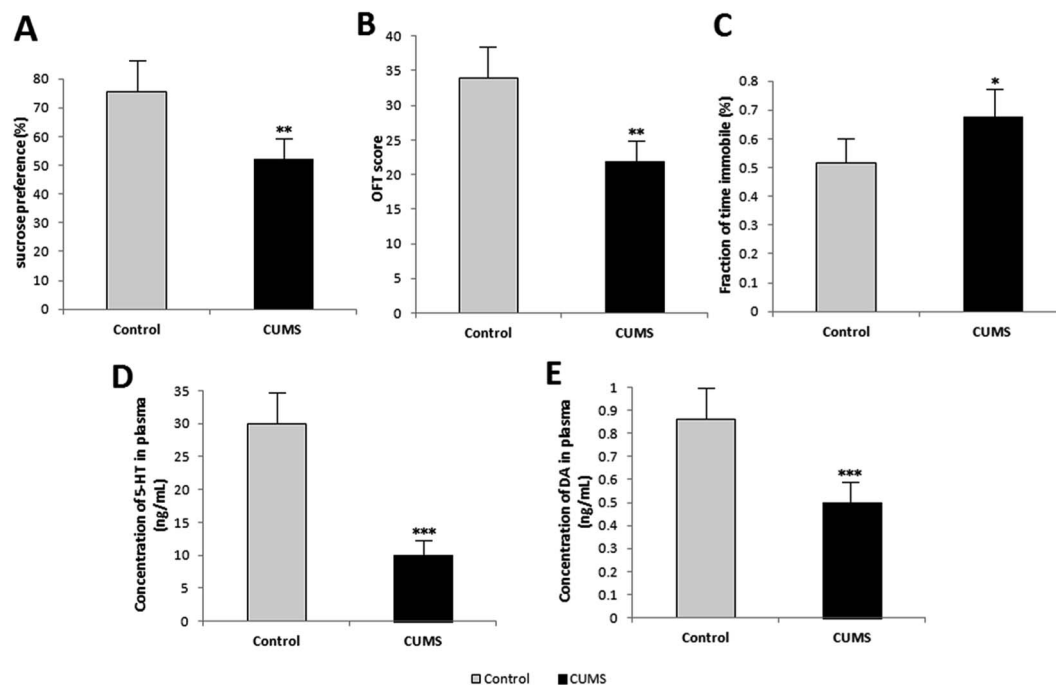 A
sucrose preference (%)
80
70
60
50
40
30
20
10
0
**
Control
CUMS
B
OFT score
40
35
30
25
20
15
10
5
0
**
Control
CUMS
C
Fraction of time immobile (%)
0.8
0.7
0.6
0.5
0.4
0.3
0.2
0.1
0
*
Control
CUMS
D
Concentration of 5-HT in plasma
(ng/mL)
35
30
25
20
15
10
5
0
***
Control
CUMS
E
Concentration of DA in plasma
(ng/mL)
1
0.9
0.8
0.7
0.6
0.5
0.4
0.3
0.2
0.1
0
***
Control
CUMS
Control CUMS